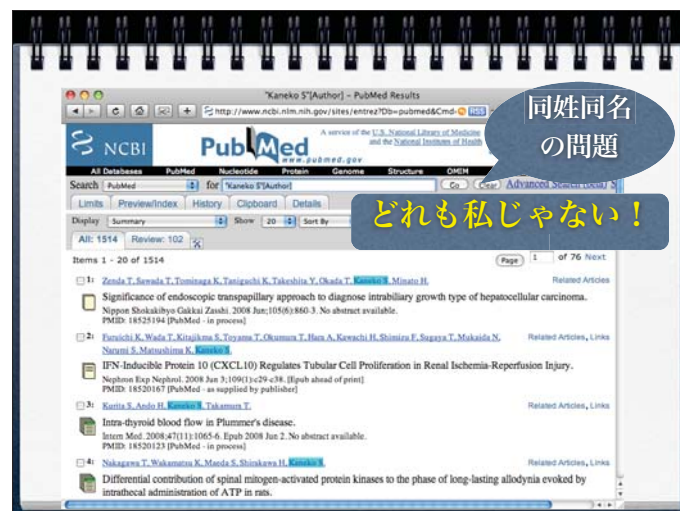 "Kaneko S"[Author] – PubMed Results
http://www.ncbi.nlm.nih.gov/sites/entrez?Db=pubmed&Cmd= RSS
同姓同名
の問題
NCBI
PubMed
www.pubmed.gov
A service of the U.S. National Library of Medicine
and the National Institutes of Health
All Databases PubMed Nucleotide Protein Genome Structure OMIM
Search PubMed for "Kaneko S"[Author] Go Clear Advanced Search (beta) S
Limits Preview/Index History Clipboard Details
どれも私じゃない！
Display Summary Show 20 Sort By
All: 1514 Review: 102
Items 1 - 20 of 1514 Page 1 of 76 Next
1: Zenda T, Sawada T, Tominaga K, Taniguchi K, Takeshita Y, Okada T, Kaneko S, Minato H. Related Articles
Significance of endoscopic transpapillary approach to diagnose intrabiliary growth type of hepatocellular carcinoma.
Nippon Shokakibyo Gakkai Zasshi. 2008 Jun;105(6):860-3. No abstract available.
PMID: 18525194 [PubMed - in process]
2: Furuichi K, Wada T, Kitajikma S, Toyama T, Okumura T, Hara A, Kawachi H, Shimizu F, Sugaya T, Mukaida N, Related Articles, Links
Narumi S, Matsushima K, Kaneko S.
IFN-Inducible Protein 10 (CXCL10) Regulates Tubular Cell Proliferation in Renal Ischemia-Reperfusion Injury.
Nephron Exp Nephrol. 2008 Jun 3;109(1):c29-c38. [Epub ahead of print]
PMID: 18520167 [PubMed - as supplied by publisher]
3: Kurita S, Ando H, Kaneko S, Takamura T. Related Articles, Links
Intra-thyroid blood flow in Plummer's disease.
Intern Med. 2008;47(11):1065-6. Epub 2008 Jun 2. No abstract available.
PMID: 18520123 [PubMed - in process]
4: Nakagawa T, Wakamatsu K, Maeda S, Shirakawa H, Kaneko S. Related Articles, Links
Differential contribution of spinal mitogen-activated protein kinases to the phase of long-lasting allodynia evoked by
intrathecal administration of ATP in rats.